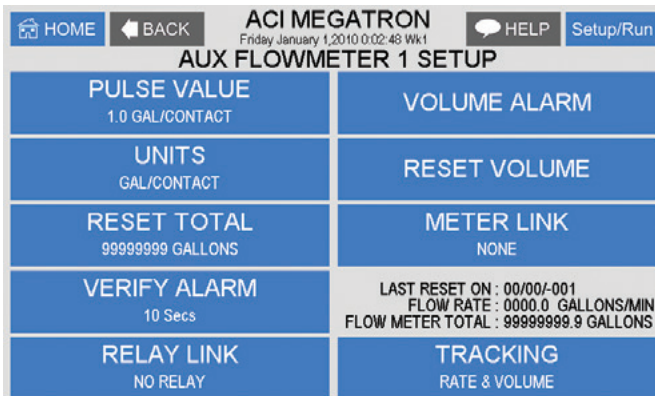 HOME
BACK
ACI MEGATRON
Friday January 1,2010 0:02:48 Wk1
HELP
Setup/Run
AUX FLOWMETER 1 SETUP
PULSE VALUE
1.0 GAL/CONTACT
VOLUME ALARM
UNITS
GAL/CONTACT
RESET VOLUME
RESET TOTAL
99999999 GALLONS
METER LINK
NONE
VERIFY ALARM
10 Secs
LAST RESET ON : 00/00/-001
FLOW RATE : 0000.0 GALLONS/MIN
FLOW METER TOTAL : 99999999.9 GALLONS
RELAY LINK
NO RELAY
TRACKING
RATE & VOLUME